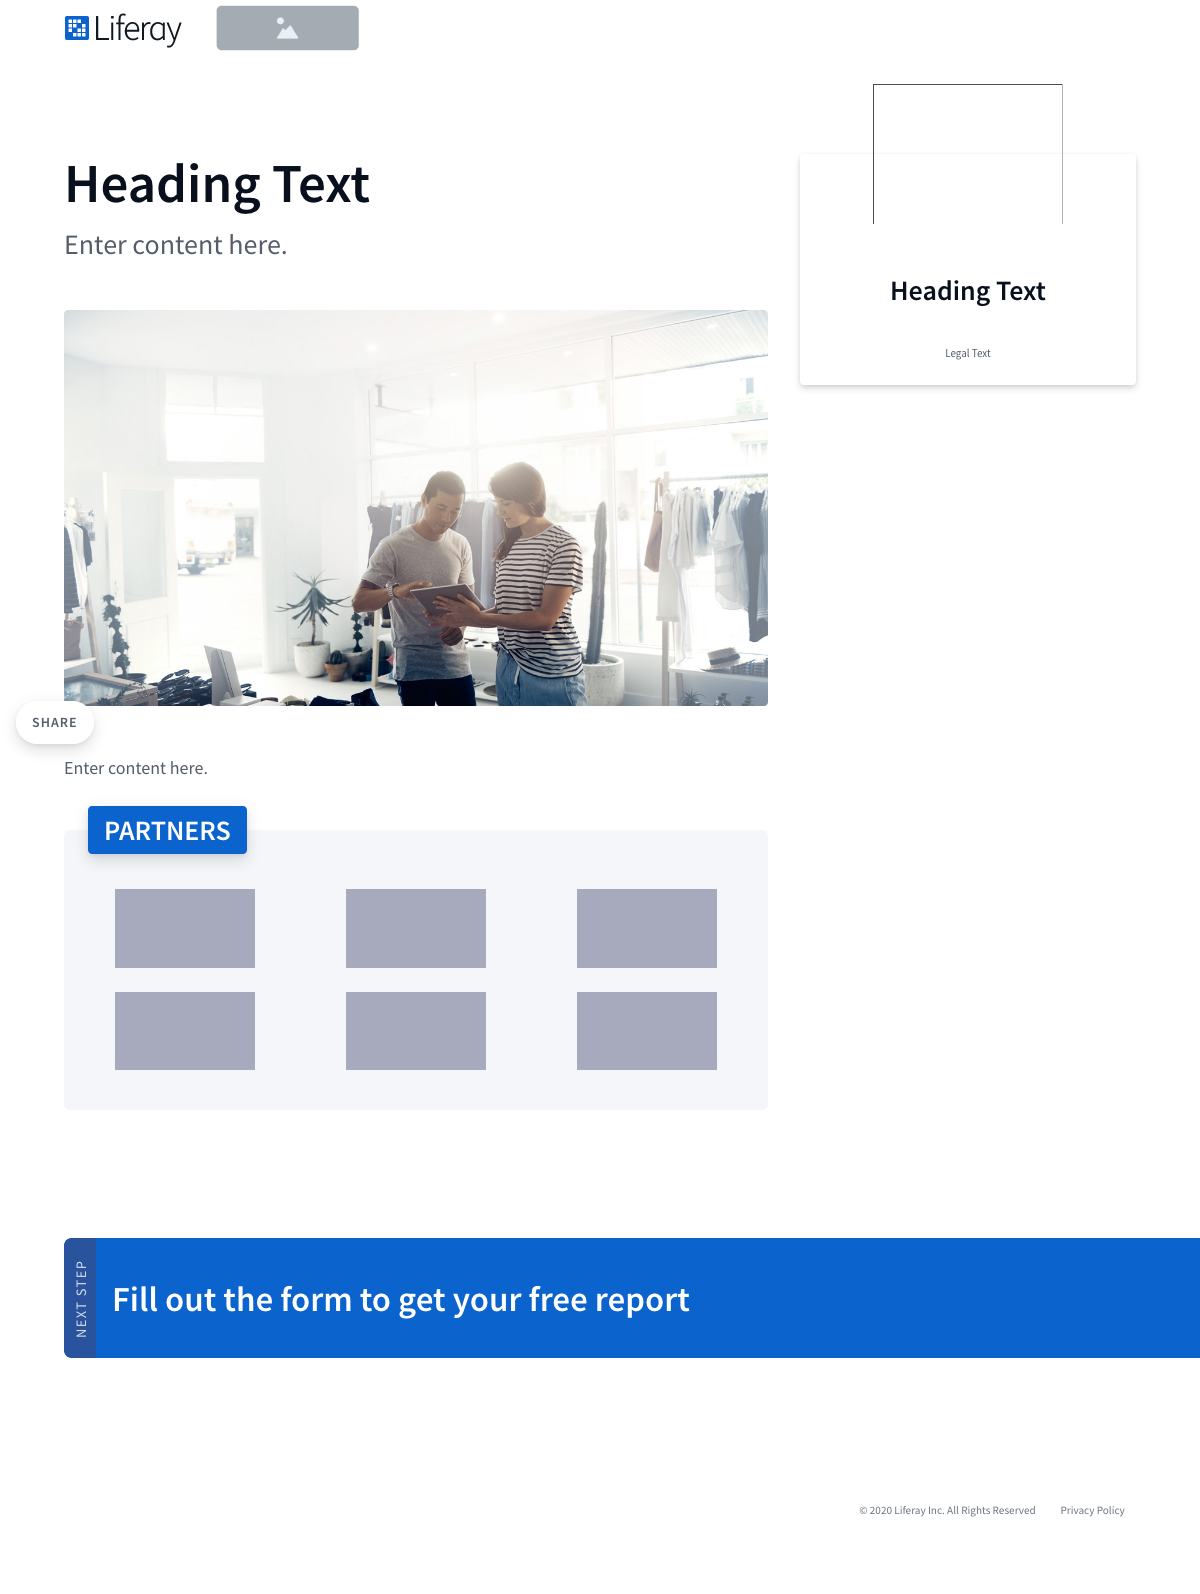 Liferay
Heading Text
Enter content here.
Heading Text
Legal Text
SHARE
Enter content here.
PARTNERS
NEXT STEP
Fill out the form to get your free report
© 2020 Liferay Inc. All Rights Reserved
Privacy Policy